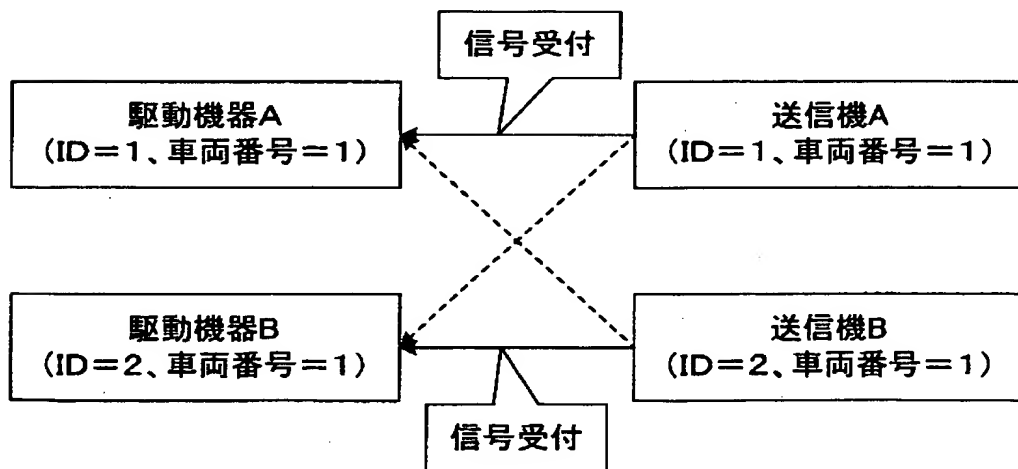 信号受付
駆動機器A
(ID=1、車両番号=1)
送信機A
(ID=1、車両番号=1)
駆動機器B
(ID=2、車両番号=1)
送信機B
(ID=2、車両番号=1)
信号受付